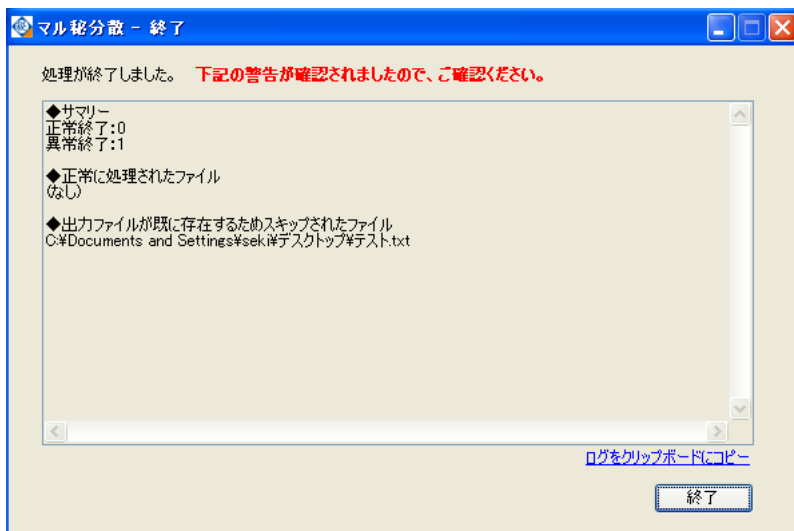 マル秘分散 - 終了
処理が終了しました。 下記の警告が確認されましたので、ご確認ください。
◆サマリー
正常終了:0
異常終了:1
◆正常に処理されたファイル
(なし)
◆出力ファイルが既に存在するためスキップされたファイル
C:¥Documents and Settings¥seki¥デスクトップ¥テスト.txt
ログをクリップボードにコピー
終了